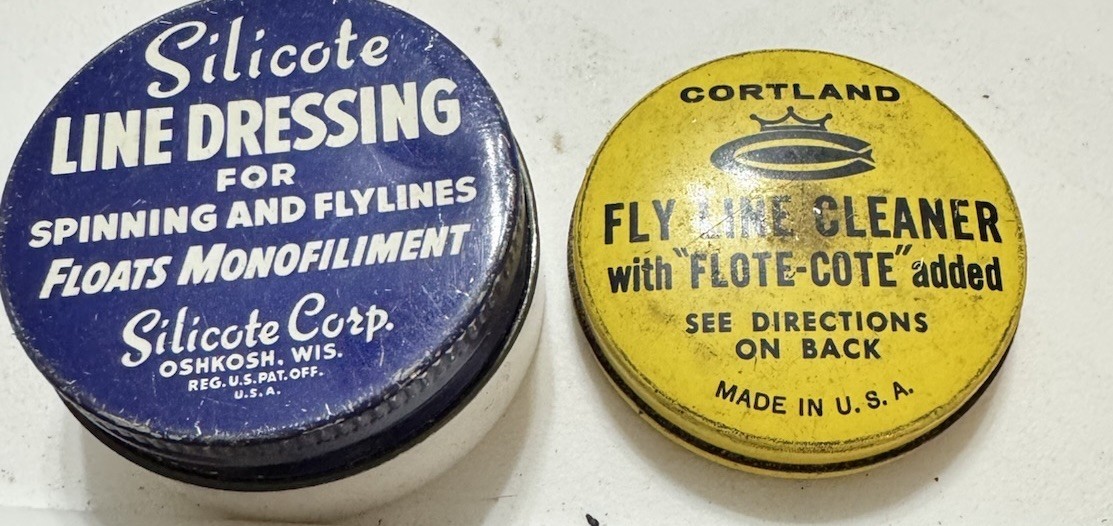 Silicote
LINE DRESSING
FOR
SPINNING AND FLYLINES
FLOATS MONOFILIMENT
Silicote Corp.
OSHKOSH, WIS.
REG. U.S. PAT. OFF.
U.S.A.
CORTLAND
FLY LINE CLEANER
with "FLOTE-COTE" added
SEE DIRECTIONS
ON BACK
MADE IN U.S.A.